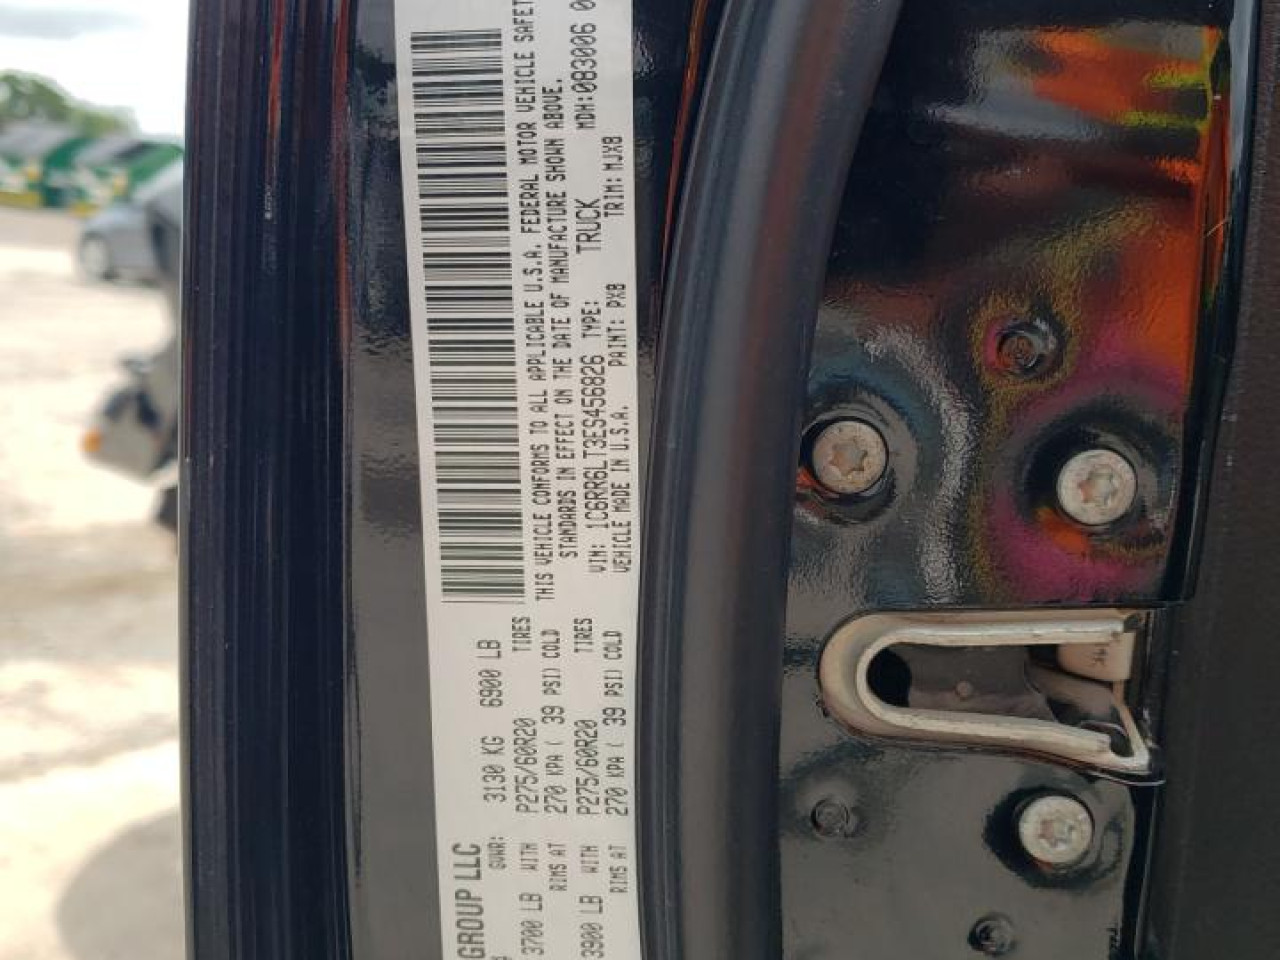 GROUP LLC
GVWR: 3130 KG 6900 LB
3700 LB WITH P275/60R20 TIRES
RIMS AT 270 KPA ( 39 PSI) COLD
3900 LB WITH P275/60R20 TIRES
RIMS AT 270 KPA ( 39 PSI) COLD
THIS VEHICLE CONFORMS TO ALL APPLICABLE U.S.A. FEDERAL MOTOR VEHICLE SAFET
STANDARDS IN EFFECT ON THE DATE OF MANUFACTURE SHOWN ABOVE.
VIN: 1C6RR6LT3ES456826 TYPE: TRUCK MDH:083006 0
VEHICLE MADE IN U.S.A. PAINT: PX8 TRIM: MJX8